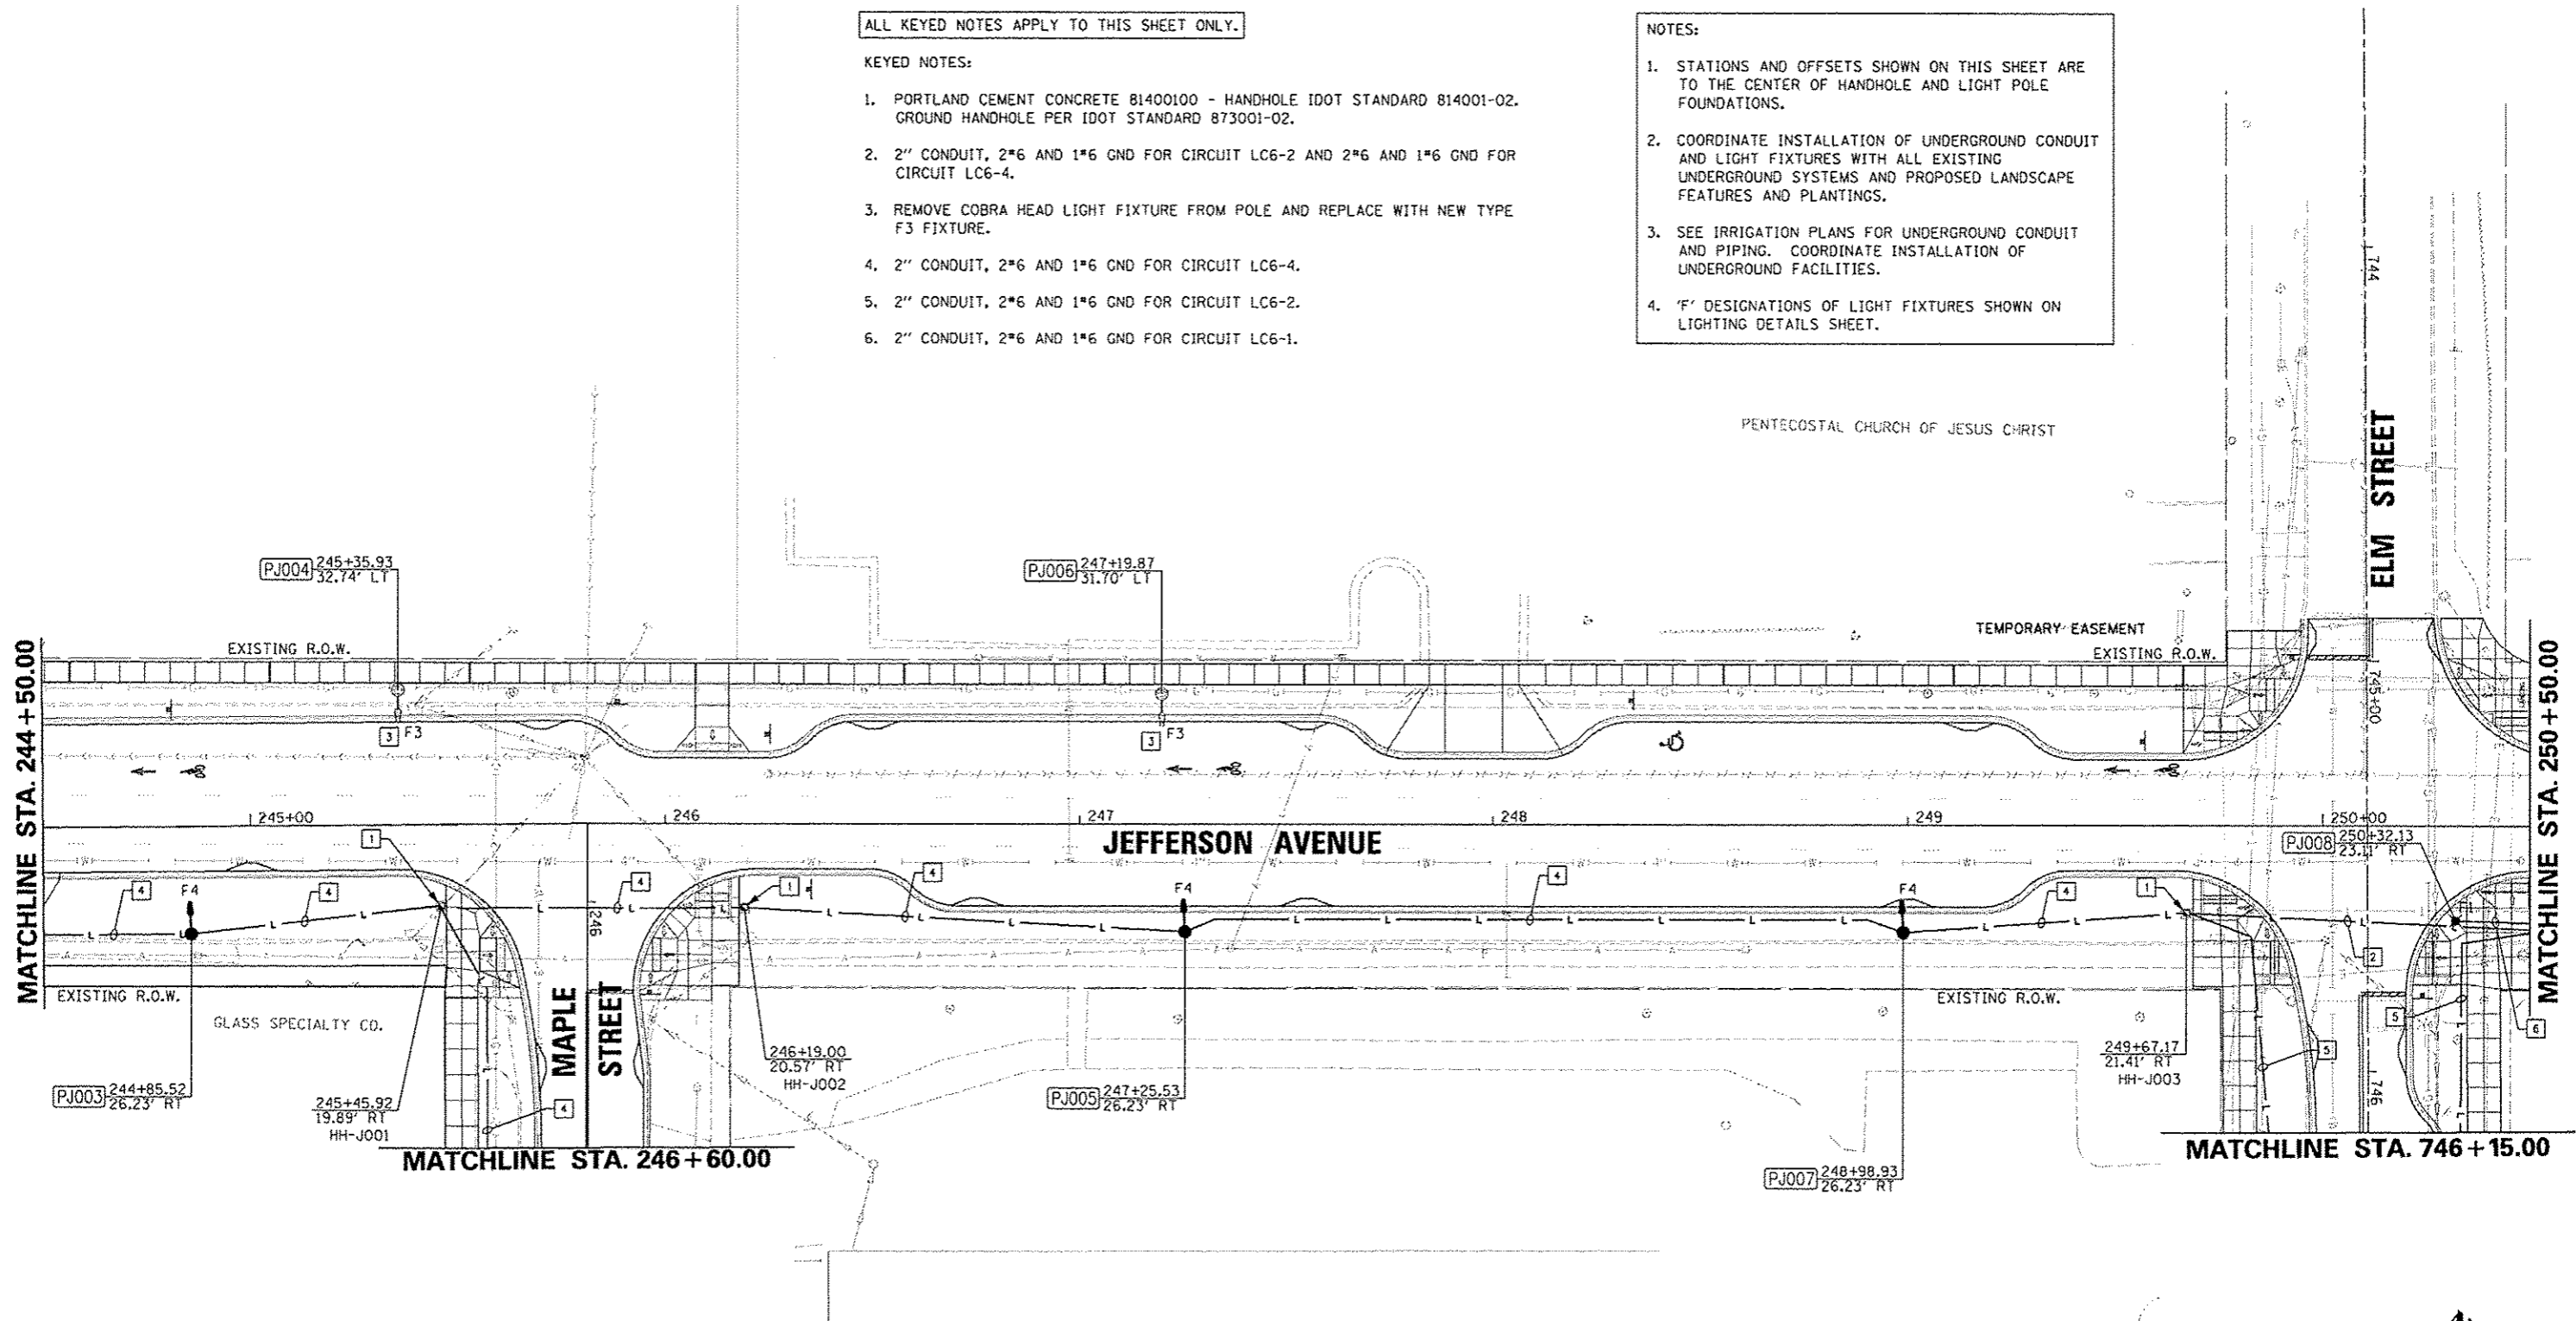 ALL KEYED NOTES APPLY TO THIS SHEET ONLY.
KEYED NOTES:
1. PORTLAND CEMENT CONCRETE 81400100 - HANDHOLE IDOT STANDARD 814001-02.
GROUND HANDHOLE PER IDOT STANDARD 873001-02.
2. 2'' CONDUIT, 2#6 AND 1#6 GND FOR CIRCUIT LC6-2 AND 2#6 AND 1#6 GND FOR
CIRCUIT LC6-4.
3. REMOVE COBRA HEAD LIGHT FIXTURE FROM POLE AND REPLACE WITH NEW TYPE
F3 FIXTURE.
4. 2'' CONDUIT, 2#6 AND 1#6 GND FOR CIRCUIT LC6-4.
5. 2'' CONDUIT, 2#6 AND 1#6 GND FOR CIRCUIT LC6-2.
6. 2'' CONDUIT, 2#6 AND 1#6 GND FOR CIRCUIT LC6-1.
NOTES:
1. STATIONS AND OFFSETS SHOWN ON THIS SHEET ARE
TO THE CENTER OF HANDHOLE AND LIGHT POLE
FOUNDATIONS.
2. COORDINATE INSTALLATION OF UNDERGROUND CONDUIT
AND LIGHT FIXTURES WITH ALL EXISTING
UNDERGROUND SYSTEMS AND PROPOSED LANDSCAPE
FEATURES AND PLANTINGS.
3. SEE IRRIGATION PLANS FOR UNDERGROUND CONDUIT
AND PIPING. COORDINATE INSTALLATION OF
UNDERGROUND FACILITIES.
4. 'F' DESIGNATIONS OF LIGHT FIXTURES SHOWN ON
LIGHTING DETAILS SHEET.
744
PENTECOSTAL CHURCH OF JESUS CHRIST
ELM STREET
PJ004 245+35.93
32.74' LT
PJ006 247+19.87
31.70' LT
TEMPORARY EASEMENT
EXISTING R.O.W.
EXISTING R.O.W.
745+00
3 F3
3 F3
MATCHLINE STA. 244+50.00
MATCHLINE STA. 250+50.00
245+00
246
247
248
249
250+00
JEFFERSON AVENUE
1
PJ008 250+32.13
23.11' RT
4
F4
4
4
1
4
F4
4
F4
4
1
246
2
5
6
5
EXISTING R.O.W.
EXISTING R.O.W.
GLASS SPECIALTY CO.
MAPLE
STREET
PJ003 244+85.52
26.23' RT
245+45.92
19.89' RT
HH-J001
4
246+19.00
20.57' RT
HH-J002
PJ005 247+25.53
26.23' RT
249+67.17
21.41' RT
HH-J003
746
PJ007 248+98.93
26.23' RT
MATCHLINE STA. 246+60.00
MATCHLINE STA. 746+15.00